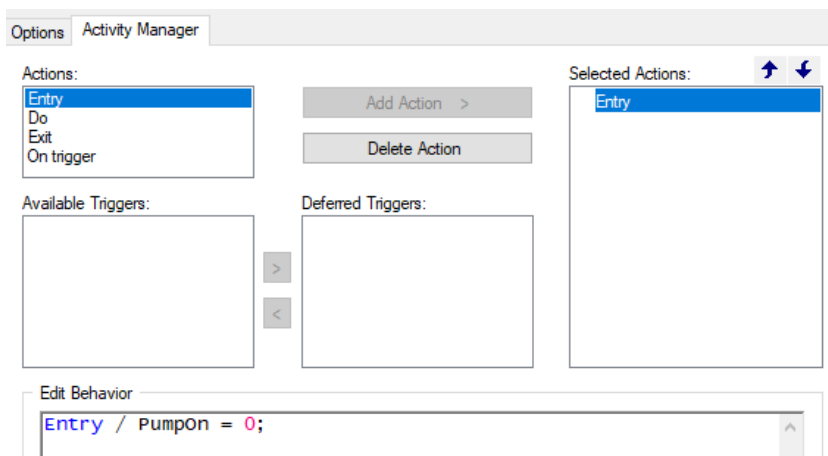 Options Activity Manager
Actions:
Entry
Do
Exit
On trigger
Add Action >
Delete Action
Selected Actions:
Entry
Available Triggers:
Deferred Triggers:
>
<
Edit Behavior
Entry / PumpOn = 0;